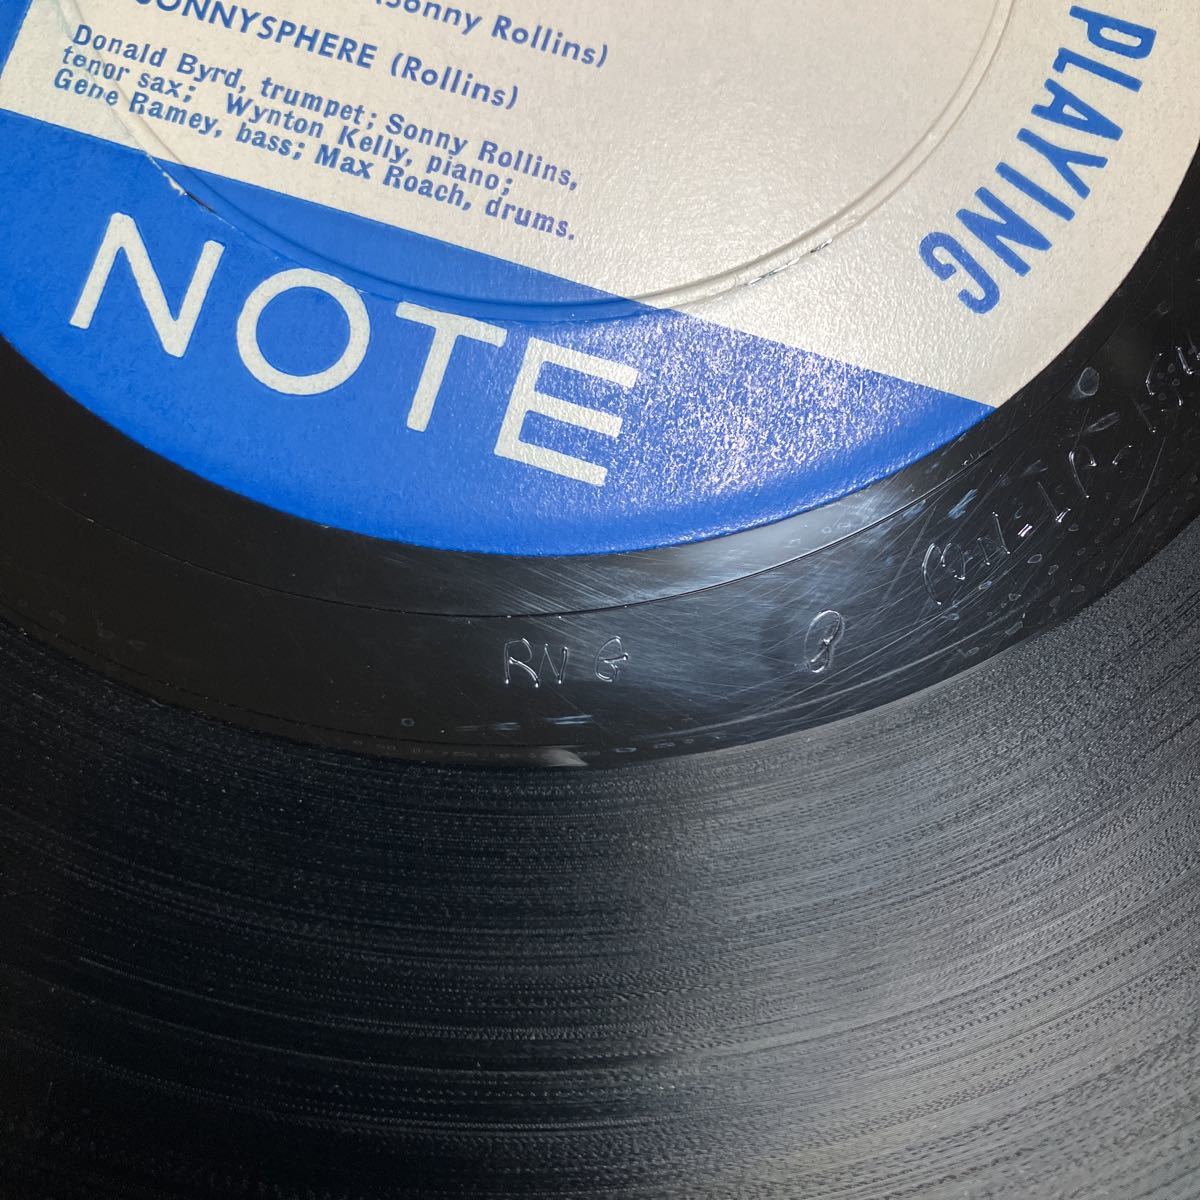 (Sonny Rollins)
SONNYSPHERE (Rollins)
Donald Byrd, trumpet; Sonny Rollins,
tenor sax; Wynton Kelly, piano;
Gene Ramey, bass; Max Roach, drums.
NOTE
PLAYING
RVG